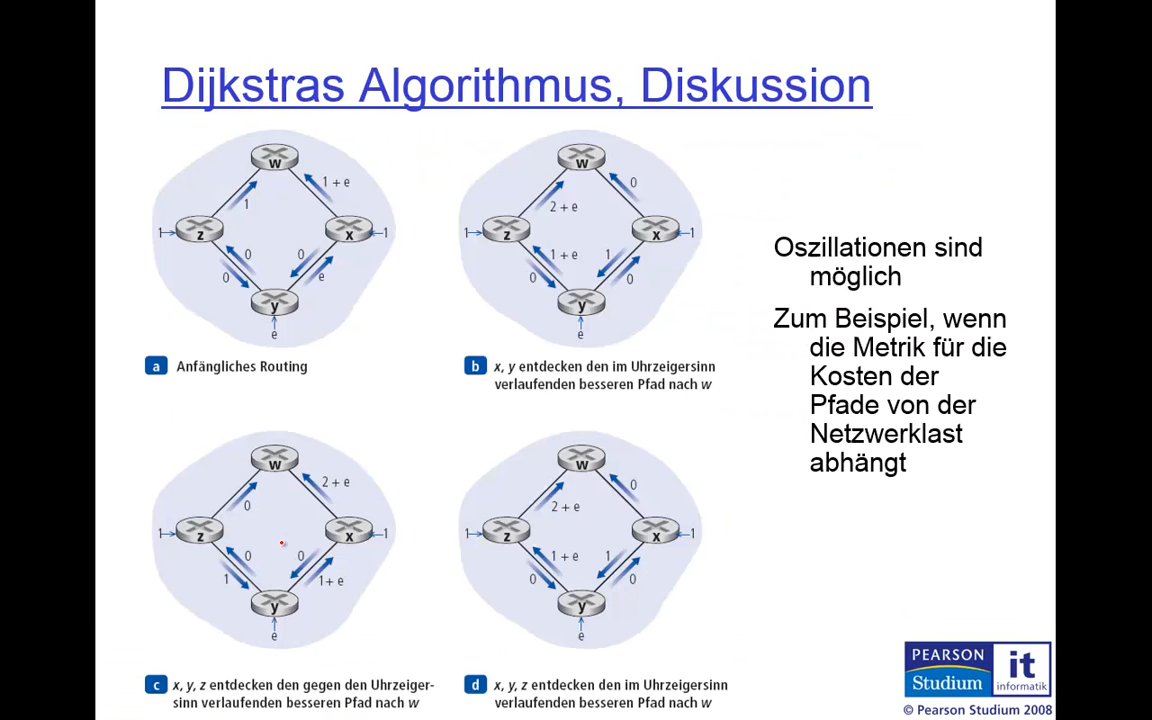 Dijkstras Algorithmus, Diskussion
w
1 + e
1
1
z
x
1
0
0
0
e
y
e
a Anfängliches Routing
w
0
2 + e
1
z
x
1
1 + e
1
0
0
y
e
b x, y entdecken den im Uhrzeigersinn
verlaufenden besseren Pfad nach w
Oszillationen sind
möglich
Zum Beispiel, wenn
die Metrik für die
Kosten der
Pfade von der
Netzwerklast
abhängt
w
2 + e
0
1
z
x
1
0
0
1
1+ e
y
e
c x, y, z entdecken den gegen den Uhrzeiger-
sinn verlaufenden besseren Pfad nach w
w
0
2 + e
1
z
x
1
1 + e
1
0
0
y
e
d x, y, z entdecken den im Uhrzeigersinn
verlaufenden besseren Pfad nach w
PEARSON
Studium
it
informatik
© Pearson Studium 2008